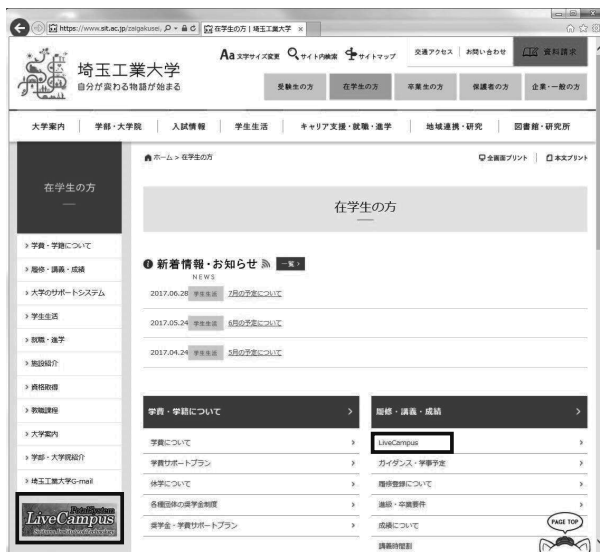 https://www.sit.ac.jp/zaigakusei,
在学生の方 | 埼玉工業大学
埼玉工業大学
自分が変わる物語が始まる
Aa 文字サイズ変更 サイト内検索 サイトマップ 交通アクセス お問い合わせ 資料請求
受験生の方 在学生の方 卒業生の方 保護者の方 企業・一般の方
大学案内 学部・大学院 入試情報 学生生活 キャリア支援・就職・進学 地域連携・研究 図書館・研究所
ホーム > 在学生の方 全画面プリント 本文プリント
在学生の方
在学生の方
> 学費・学籍について
> 履修・講義・成績
> 大学のサポートシステム
> 学生生活
> 就職・進学
> 施設紹介
> 資格取得
> 教職課程
> 大学案内
> 学部・大学院紹介
> 埼玉工業大学G-mail
PortalSystem
LiveCampus
新着情報・お知らせ 一覧 >
NEWS
2017.06.28 学生生活 7月の予定について
2017.05.24 学生生活 6月の予定について
2017.04.24 学生生活 5月の予定について
学費・学籍について >
学費について >
学費サポートプラン >
休学について >
各種団体の奨学金制度 >
奨学金・学費サポートプラン >
履修・講義・成績 >
LiveCampus >
ガイダンス・学事予定 >
履修登録について >
進級・卒業要件 >
成績について
講義時間割
PAGE TOP